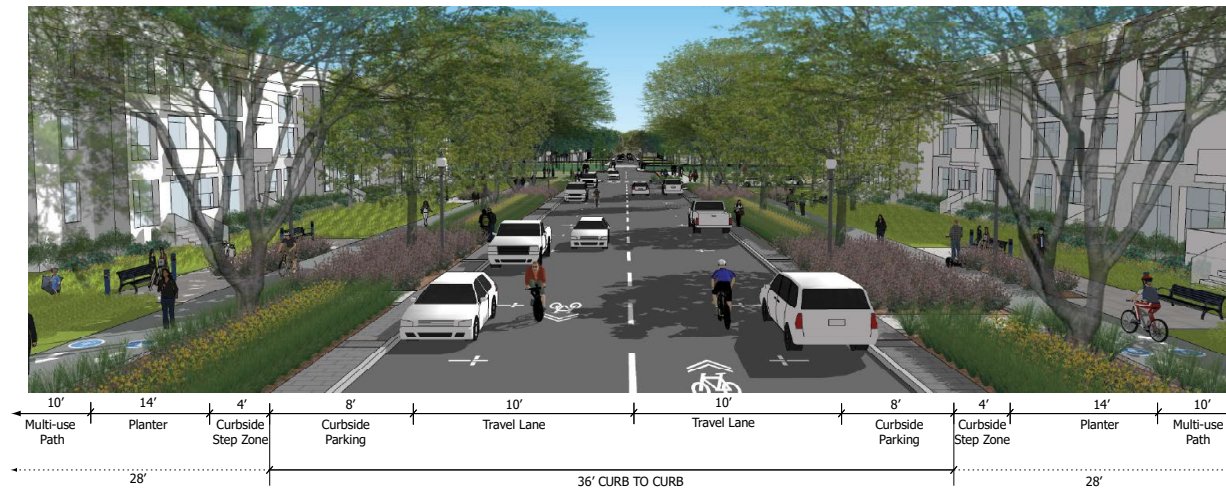 10' 14' 4' 8' 10' 10' 8' 4' 14' 10'
Multi-use Planter Curbside Curbside Travel Lane Travel Lane Curbside Curbside Planter Multi-use
Path Step Zone Parking Parking Step Zone Path
28' 36' CURB TO CURB 28'